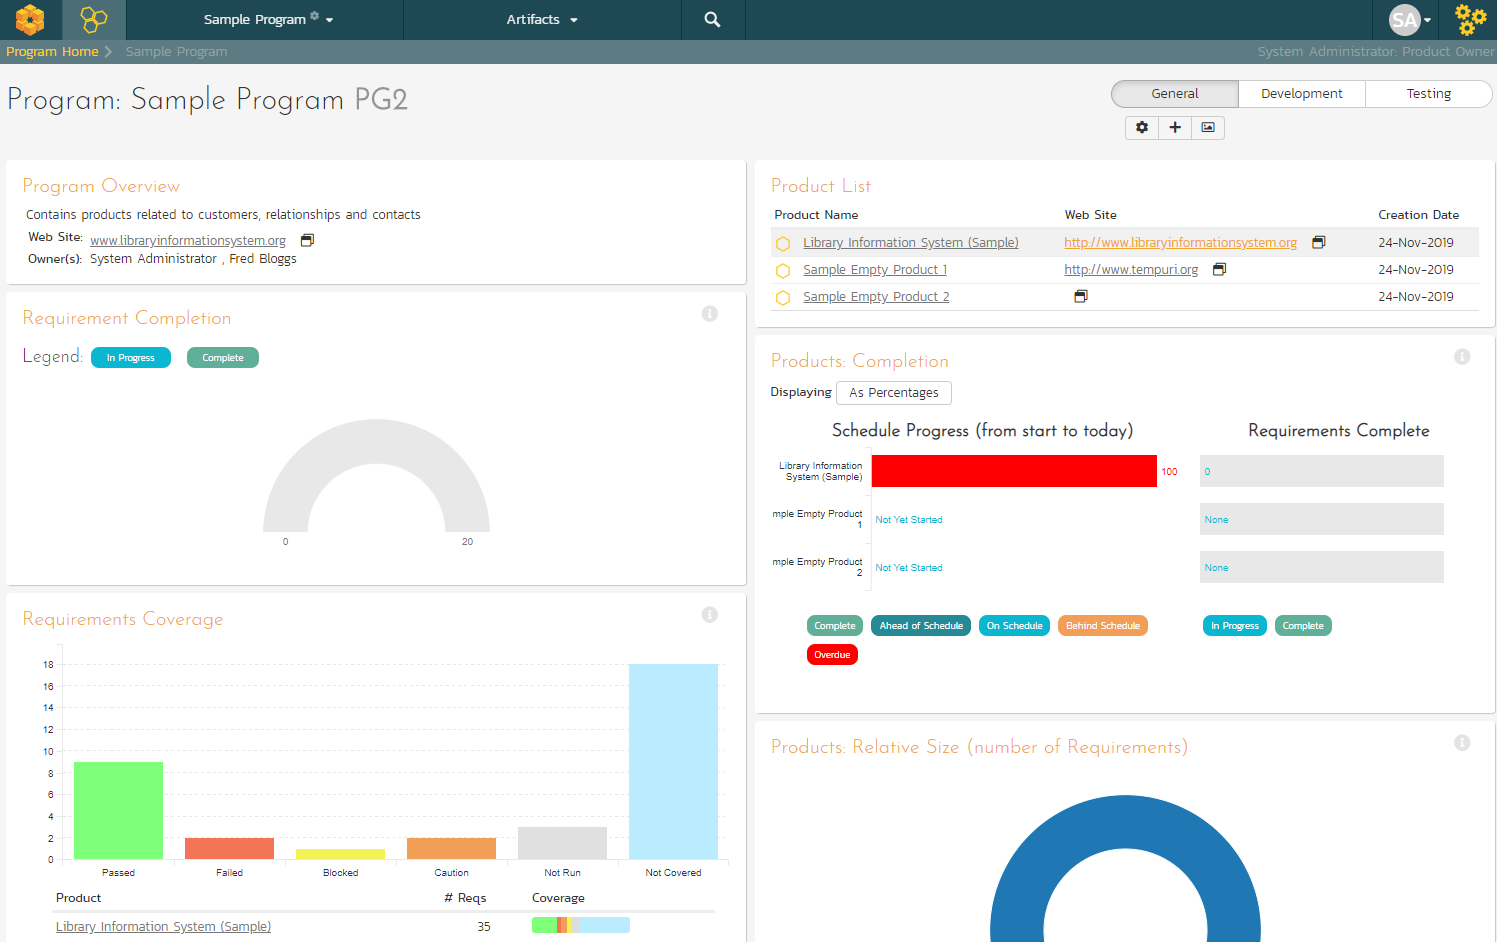 Sample Program
Artifacts
SA
Program Home
Sample Program
System Administrator: Product Owner
Program: Sample Program PG2
General
Development
Testing
Program Overview
Contains products related to customers, relationships and contacts
Web Site: www.libraryinformationsystem.org
Owner(s): System Administrator , Fred Bloggs
Requirement Completion
Legend: In Progress Complete
0 20
Requirements Coverage
18
16
14
12
10
8
6
4
2
0
Passed Failed Blocked Caution Not Run Not Covered
Product # Reqs Coverage
Library Information System (Sample) 35
Product List
Product Name Web Site Creation Date
Library Information System (Sample) http://www.libraryinformationsystem.org 24-Nov-2019
Sample Empty Product 1 http://www.tempuri.org 24-Nov-2019
Sample Empty Product 2 24-Nov-2019
Products: Completion
Displaying As Percentages
Schedule Progress (from start to today)
Library Information
System (Sample)
100
mple Empty Product
1
Not Yet Started
mple Empty Product
2
Not Yet Started
Complete Ahead of Schedule On Schedule Behind Schedule
Overdue
Requirements Complete
0
None
None
In Progress Complete
Products: Relative Size (number of Requirements)